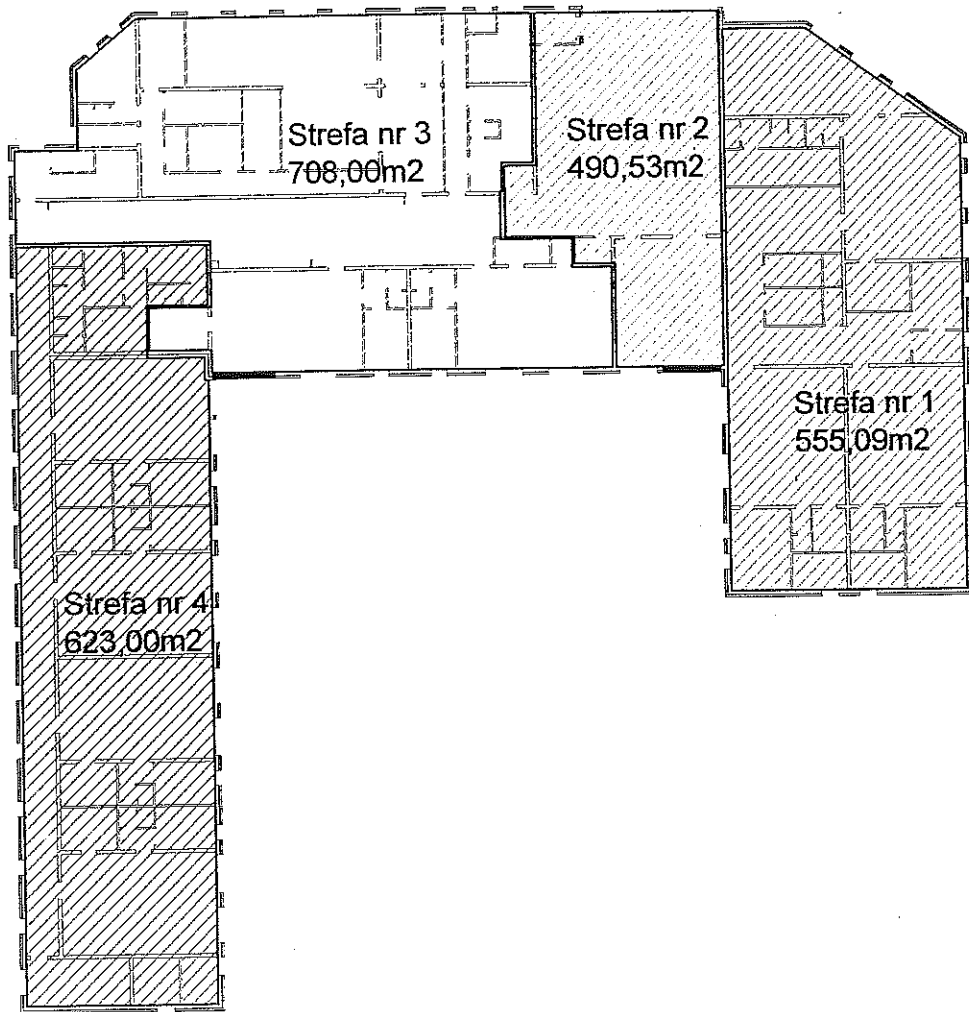 Strefa nr 3
708,00m2
Strefa nr 2
490,53m2
Strefa nr 1
555,09m2
Strefa nr 4
623,00m2